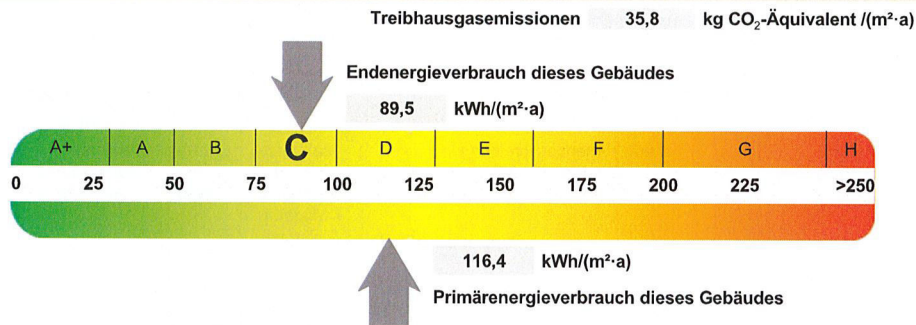 Treibhausgasemissionen 35,8 kg CO₂-Äquivalent /(m²·a)
Endenergieverbrauch dieses Gebäudes
89,5 kWh/(m²·a)
A+ A B C D E F G H
0 25 50 75 100 125 150 175 200 225 >250
116,4 kWh/(m²·a)
Primärenergieverbrauch dieses Gebäudes